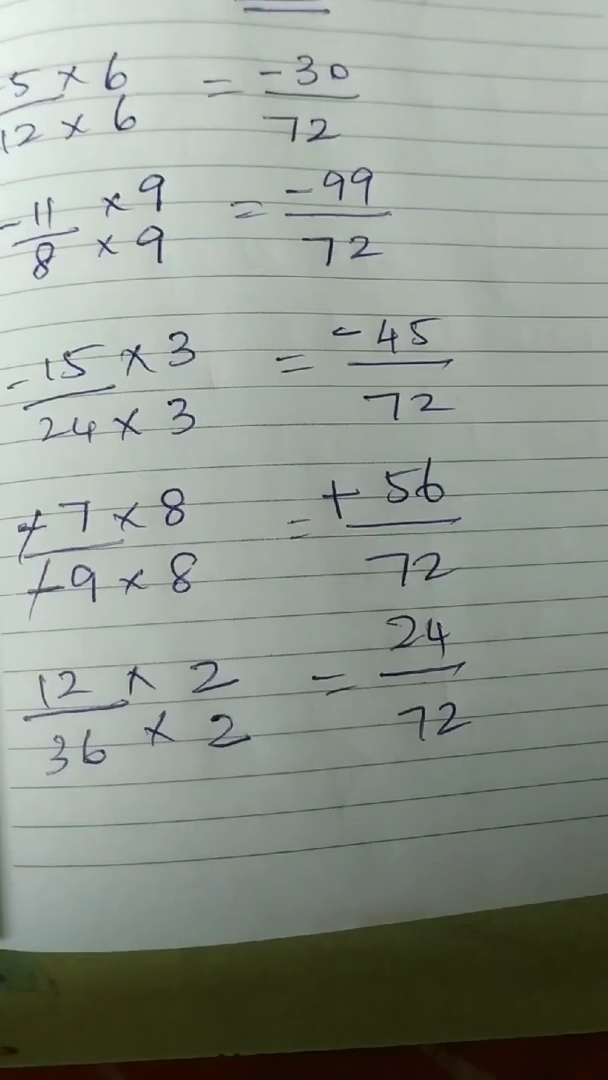 5 × 6 = -30
12 × 6 72
-11 × 9 = -99
8 × 9 72
-15 × 3 = -45
24 × 3 72
-7 × 8 = +56
-9 × 8 72
12 × 2 = 24
36 × 2 72